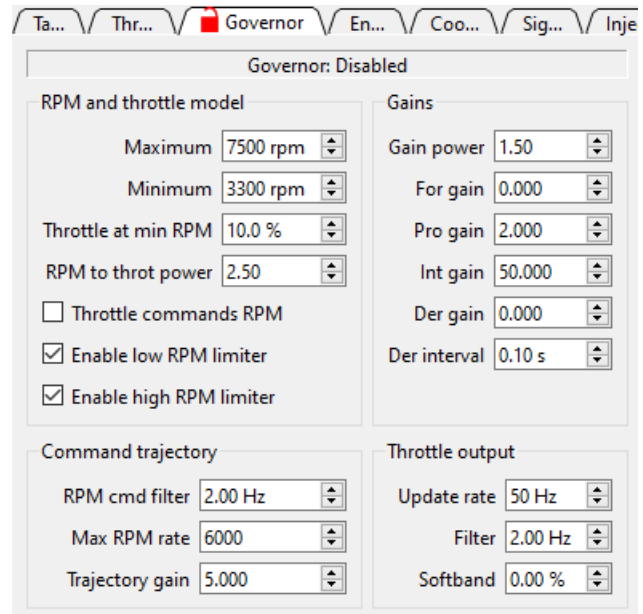 Ta... Thr... Governor En... Coo... Sig... Inje
Governor: Disabled
RPM and throttle model
Maximum 7500 rpm
Minimum 3300 rpm
Throttle at min RPM 10.0 %
RPM to throt power 2.50
Throttle commands RPM
Enable low RPM limiter
Enable high RPM limiter
Gains
Gain power 1.50
For gain 0.000
Pro gain 2.000
Int gain 50.000
Der gain 0.000
Der interval 0.10 s
Command trajectory
RPM cmd filter 2.00 Hz
Max RPM rate 6000
Trajectory gain 5.000
Throttle output
Update rate 50 Hz
Filter 2.00 Hz
Softband 0.00 %